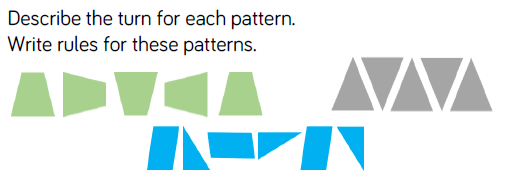 Describe the turn for each pattern.
Write rules for these patterns.